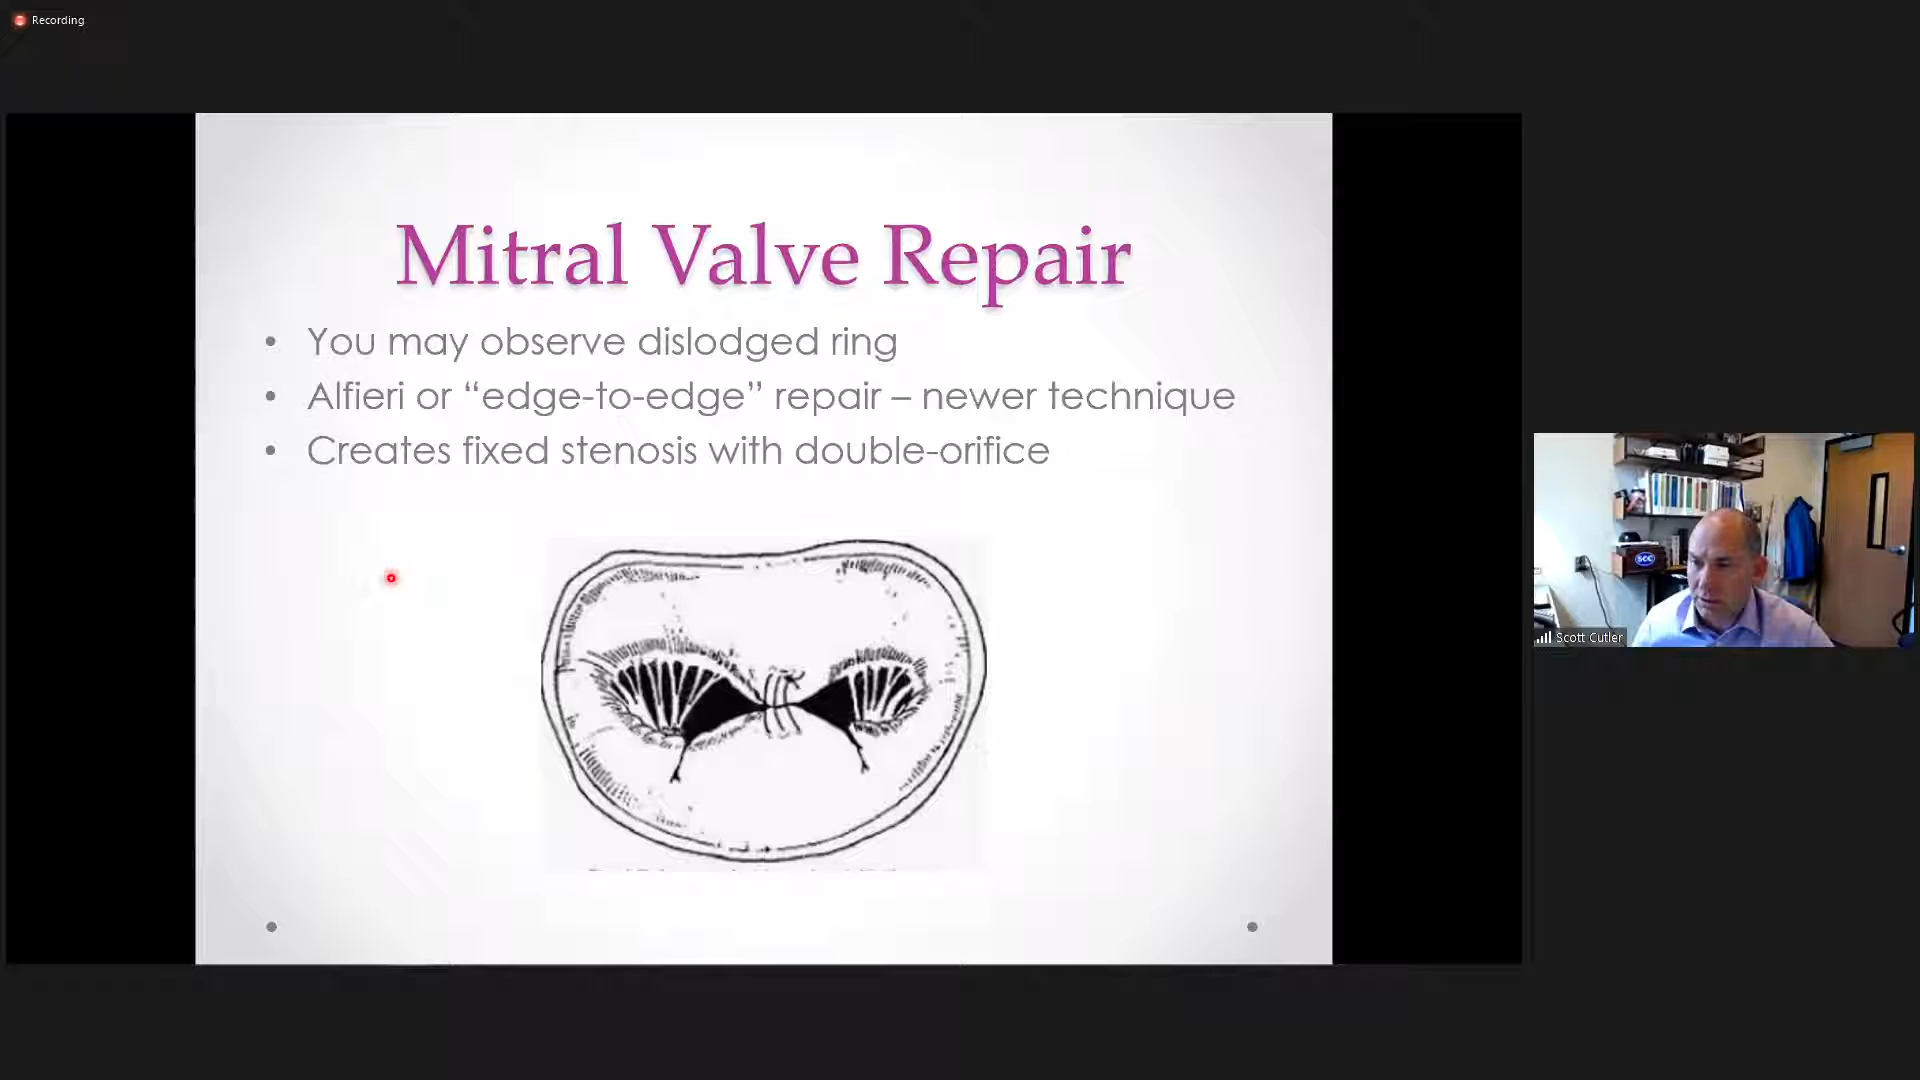 Recording
Mitral Valve Repair
• You may observe dislodged ring
• Alfieri or “edge-to-edge” repair – newer technique
• Creates fixed stenosis with double-orifice
SCC
Scott Cutler